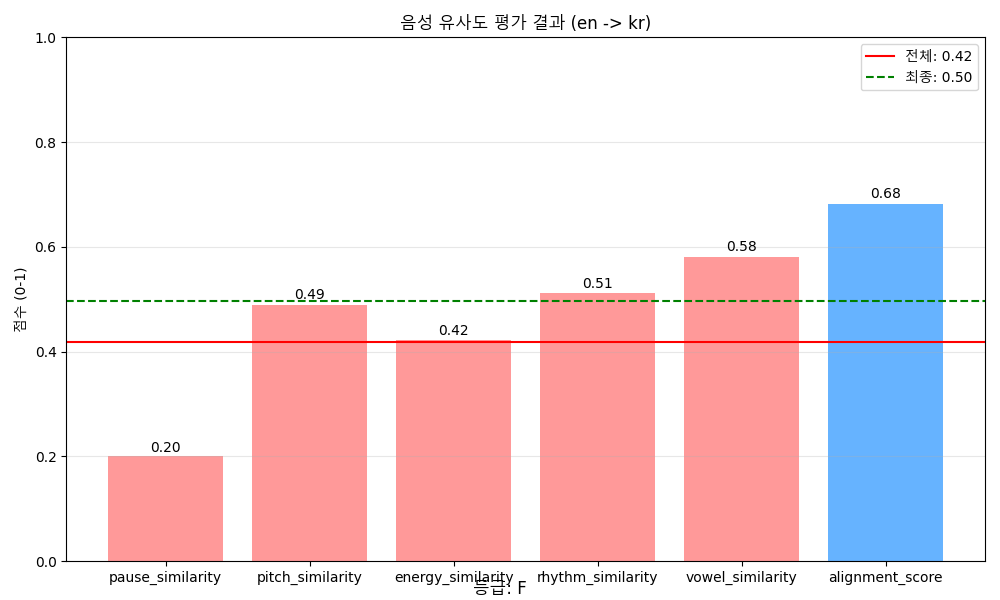 음성 유사도 평가 결과 (en -> kr)
전체: 0.42
최종: 0.50
점수 (0-1)
1.0
0.8
0.6
0.4
0.2
0.0
0.20
0.49
0.42
0.51
0.58
0.68
pause_similarity
pitch_similarity
energy_similarity
rhythm_similarity
vowel_similarity
alignment_score
등급: F